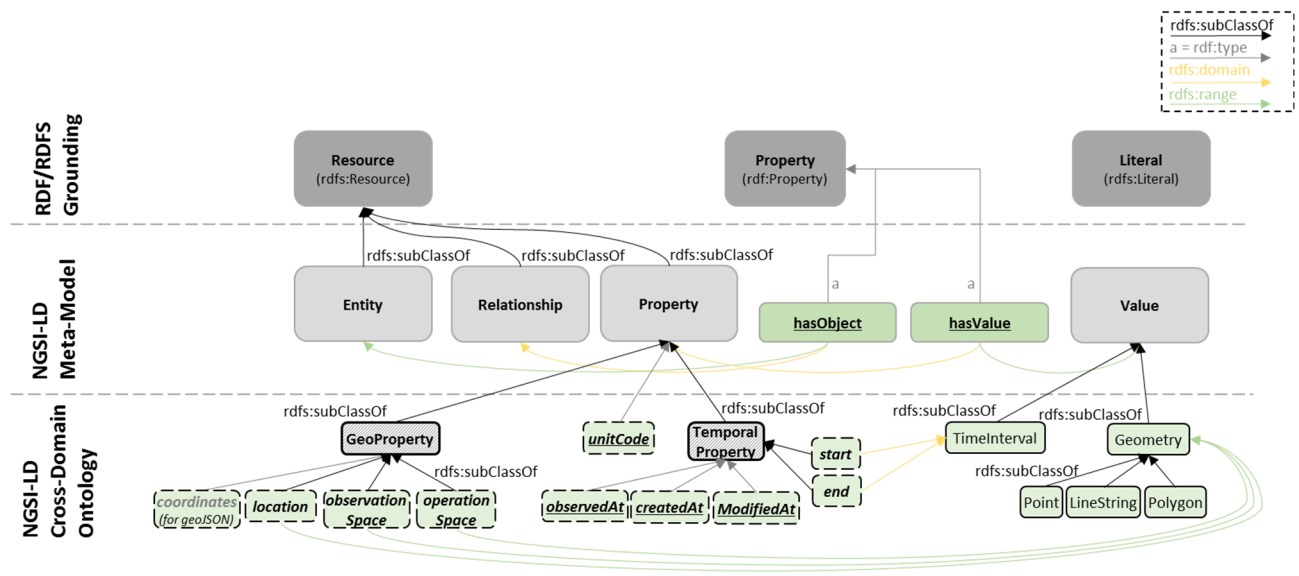 rdfs:subClassOf
a = rdf:type
rdfs:domain
rdfs:range
RDF/RDFS
Grounding
Resource
(rdfs:Resource)
Property
(rdf:Property)
Literal
(rdfs:Literal)
rdfs:subClassOf
rdfs:subClassOf
rdfs:subClassOf
NGSI-LD
Meta-Model
Entity
Relationship
Property
a
hasObject
a
hasValue
Value
NGSI-LD
Cross-Domain
Ontology
rdfs:subClassOf
GeoProperty
unitCode
rdfs:subClassOf
Temporal
Property
rdfs:subClassOf
TimeInterval
rdfs:subClassOf
Geometry
start
end
rdfs:subClassOf
rdfs:subClassOf
coordinates
(for geoJSON)
location
observation
Space
operation
Space
observedAt
createdAt
ModifiedAt
Point
LineString
Polygon